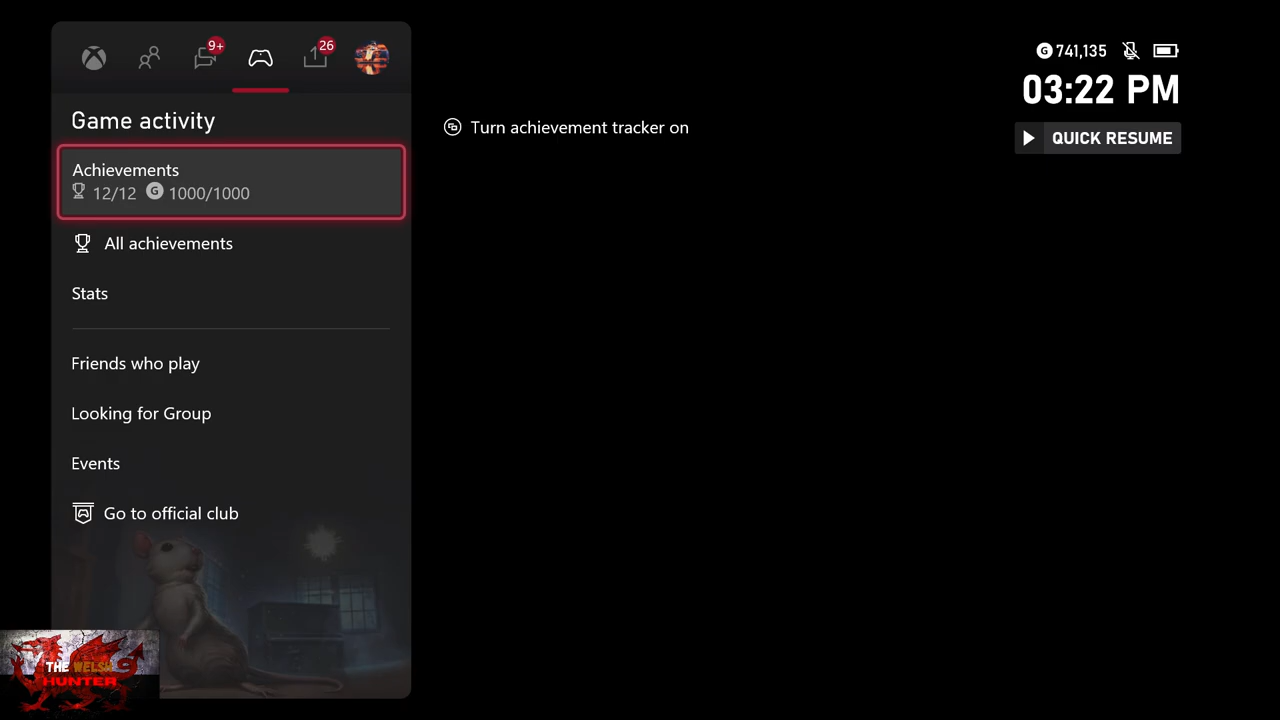 9+
26
Game activity
Achievements
12/12 G 1000/1000
All achievements
Stats
Friends who play
Looking for Group
Events
Go to official club
Turn achievement tracker on
G 741,135
03:22 PM
QUICK RESUME
THE WELSH
HUNTER